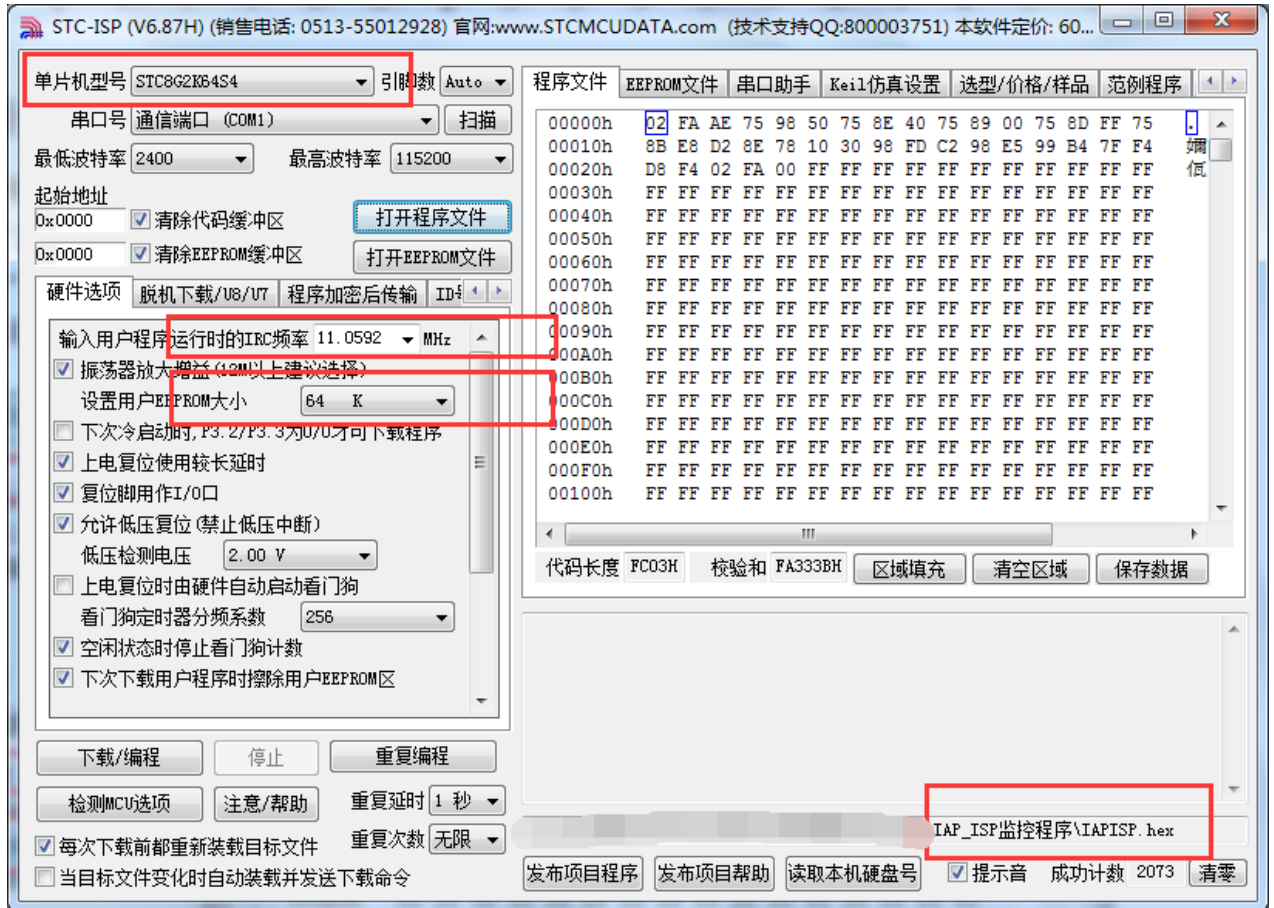 STC-ISP (V6.87H) (销售电话: 0513-55012928) 官网:www.STCMCUDATA.com (技术支持QQ:800003751) 本软件定价: 60...
单片机型号 STC8G2K64S4 引脚数 Auto
串口号 通信端口 (COM1) 扫描
最低波特率 2400 最高波特率 115200
起始地址
0x0000 清除代码缓冲区 打开程序文件
0x0000 清除EEPROM缓冲区 打开EEPROM文件
硬件选项 脱机下载/U8/U7 程序加密后传输
输入用户程序运行时的IRC频率 11.0592 MHz
振荡器放大增益(12M以上建议选择)
设置用户EEPROM大小 64 K
下次冷启动时,P3.2/P3.3为0/0才可下载程序
上电复位使用较长延时
复位脚用作I/O口
允许低压复位(禁止低压中断)
低压检测电压 2.00 V
上电复位时由硬件自动启动看门狗
看门狗定时器分频系数 256
空闲状态时停止看门狗计数
下次下载用户程序时擦除用户EEPROM区
下载/编程 停止 重复编程
检测MCU选项 注意/帮助 重复延时 1 秒
每次下载前都重新装载目标文件 重复次数 无限
当目标文件变化时自动装载并发送下载命令
程序文件 EEPROM文件 串口助手 Keil仿真设置 选型/价格/样品 范例程序
00000h 02 FA AE 75 98 50 75 8E 40 75 89 00 75 8D FF 75 .
00010h 8B E8 D2 8E 78 10 30 98 FD C2 98 E5 99 B4 7F F4
00020h D8 F4 02 FA 00 FF FF FF FF FF FF FF FF FF FF FF
00030h FF FF FF FF FF FF FF FF FF FF FF FF FF FF FF FF
00040h FF FF FF FF FF FF FF FF FF FF FF FF FF FF FF FF
00050h FF FF FF FF FF FF FF FF FF FF FF FF FF FF FF FF
00060h FF FF FF FF FF FF FF FF FF FF FF FF FF FF FF FF
00070h FF FF FF FF FF FF FF FF FF FF FF FF FF FF FF FF
00080h FF FF FF FF FF FF FF FF FF FF FF FF FF FF FF FF
00090h FF FF FF FF FF FF FF FF FF FF FF FF FF FF FF FF
000A0h FF FF FF FF FF FF FF FF FF FF FF FF FF FF FF FF
000B0h FF FF FF FF FF FF FF FF FF FF FF FF FF FF FF FF
000C0h FF FF FF FF FF FF FF FF FF FF FF FF FF FF FF FF
000D0h FF FF FF FF FF FF FF FF FF FF FF FF FF FF FF FF
000E0h FF FF FF FF FF FF FF FF FF FF FF FF FF FF FF FF
000F0h FF FF FF FF FF FF FF FF FF FF FF FF FF FF FF FF
00100h FF FF FF FF FF FF FF FF FF FF FF FF FF FF FF FF
代码长度 FC03H 校验和 FA333BH 区域填充 清空区域 保存数据
IAP_ISP监控程序\IAPISP.hex
发布项目程序 发布项目帮助 读取本机硬盘号 提示音 成功计数 2073 清零